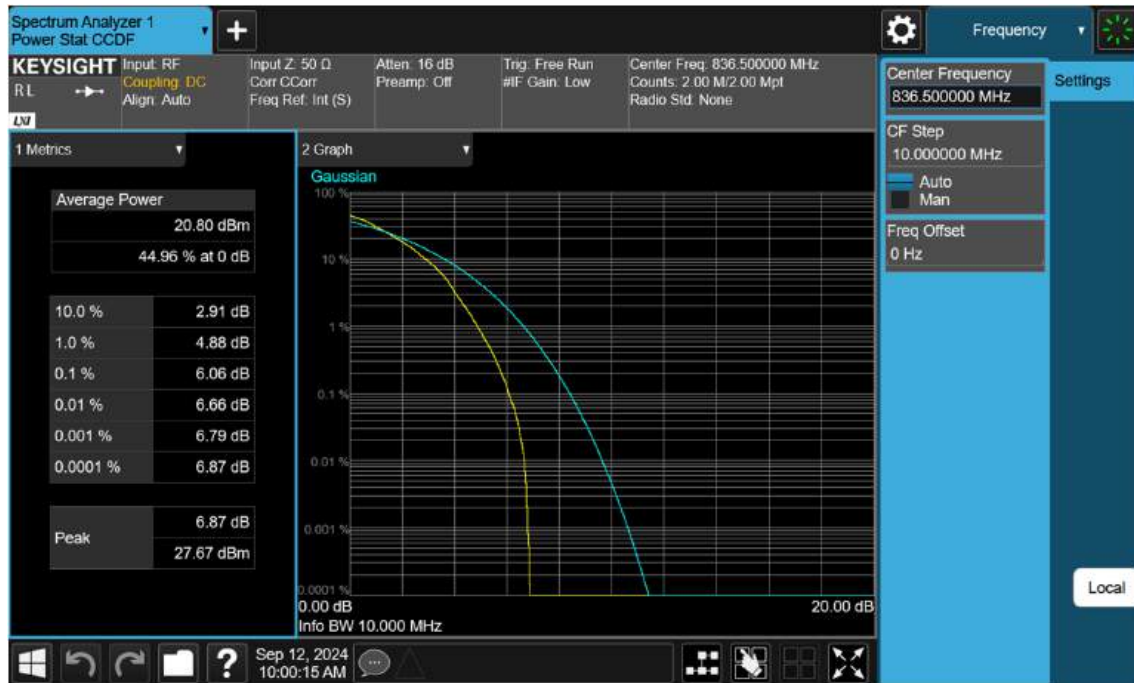 Spectrum Analyzer 1
Power Stat CCDF
Frequency
KEYSIGHT
RL
LXI
Input: RF
Coupling: DC
Align: Auto
Input Z: 50 Ω
Corr CCorr
Freq Ref: Int (S)
Atten: 16 dB
Preamp: Off
Trig: Free Run
#IF Gain: Low
Center Freq: 836.500000 MHz
Counts: 2.00 M/2.00 Mpt
Radio Std: None
Center Frequency
836.500000 MHz
Settings
CF Step
10.000000 MHz
Auto
Man
Freq Offset
0 Hz
1 Metrics
Average Power
20.80 dBm
44.96 % at 0 dB
10.0 % 2.91 dB
1.0 % 4.88 dB
0.1 % 6.06 dB
0.01 % 6.66 dB
0.001 % 6.79 dB
0.0001 % 6.87 dB
Peak
6.87 dB
27.67 dBm
2 Graph
Gaussian
100 %
10 %
1 %
0.1 %
0.01 %
0.001 %
0.0001 %
0.00 dB 20.00 dB
Info BW 10.000 MHz
Local
?
Sep 12, 2024
10:00:15 AM